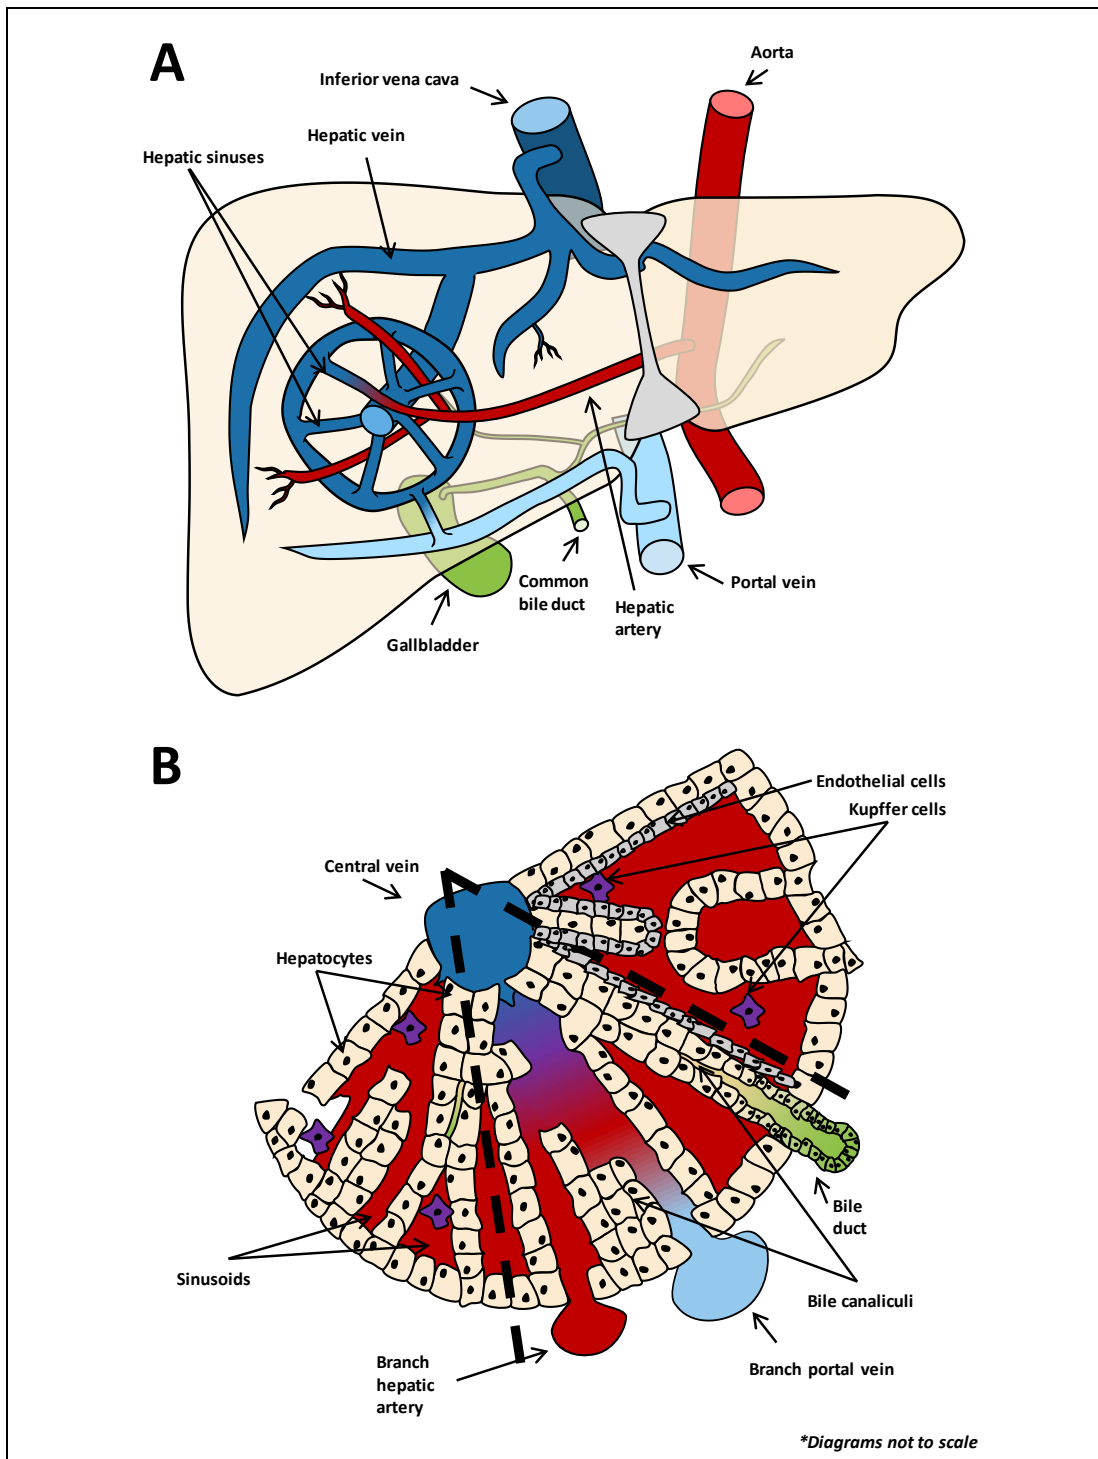 A
Aorta
Inferior vena cava
Hepatic vein
Hepatic sinuses
Common
bile duct
Portal vein
Hepatic
artery
Gallbladder
B
Endothelial cells
Kupffer cells
Central vein
Hepatocytes
Bile
duct
Sinusoids
Bile canaliculi
Branch
hepatic
artery
Branch portal vein
*Diagrams not to scale